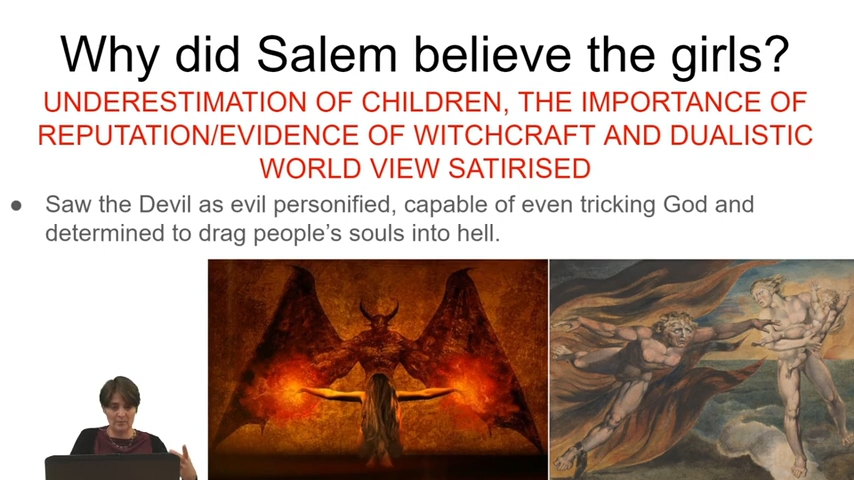 Why did Salem believe the girls?
UNDERESTIMATION OF CHILDREN, THE IMPORTANCE OF
REPUTATION/EVIDENCE OF WITCHCRAFT AND DUALISTIC
WORLD VIEW SATIRISED
● Saw the Devil as evil personified, capable of even tricking God and
determined to drag people’s souls into hell.